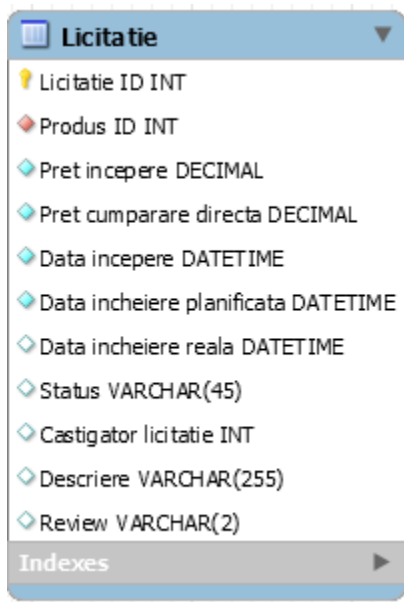 Licitatie
Licitatie ID INT
Produs ID INT
Pret incepere DECIMAL
Pret cumparare directa DECIMAL
Data incepere DATETIME
Data incheiere planificata DATETIME
Data incheiere reala DATETIME
Status VARCHAR(45)
Castigator licitatie INT
Descriere VARCHAR(255)
Review VARCHAR(2)
Indexes